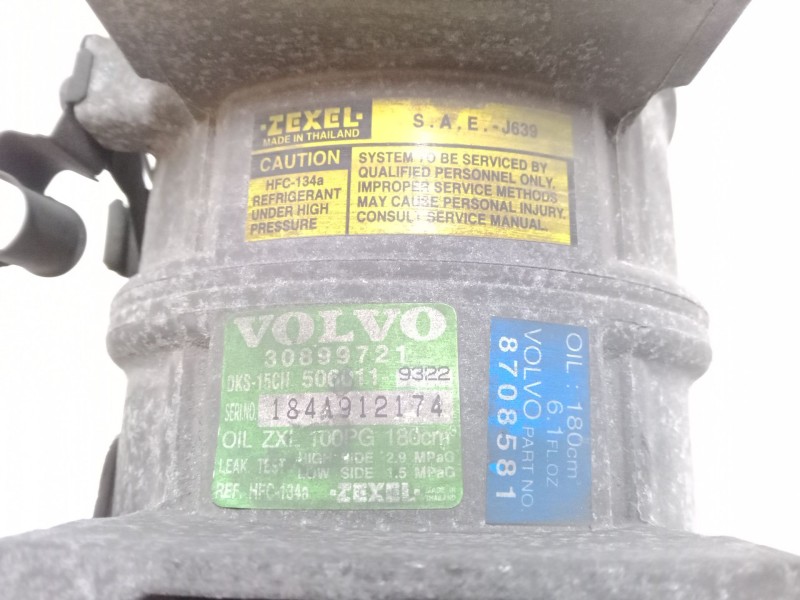 ·ZEXEL·
MADE IN THAILAND
S.A.E.-J639
CAUTION
HFC-134a
REFRIGERANT
UNDER HIGH
PRESSURE
SYSTEM TO BE SERVICED BY
QUALIFIED PERSONNEL ONLY.
IMPROPER SERVICE METHODS
MAY CAUSE PERSONAL INJURY.
CONSULT SERVICE MANUAL.
VOLVO
30899721
DKS-15CH 506011 9322
SERI.NO. 184A912174
OIL ZXL 100PG 180cm³
LEAK TEST HIGH SIDE 2.9 MPaG
LOW SIDE 1.5 MPaG
REF. HFC-134a ·ZEXEL·
OIL : 180cm³
6.1FL.OZ
VOLVO PART NO.
8708581